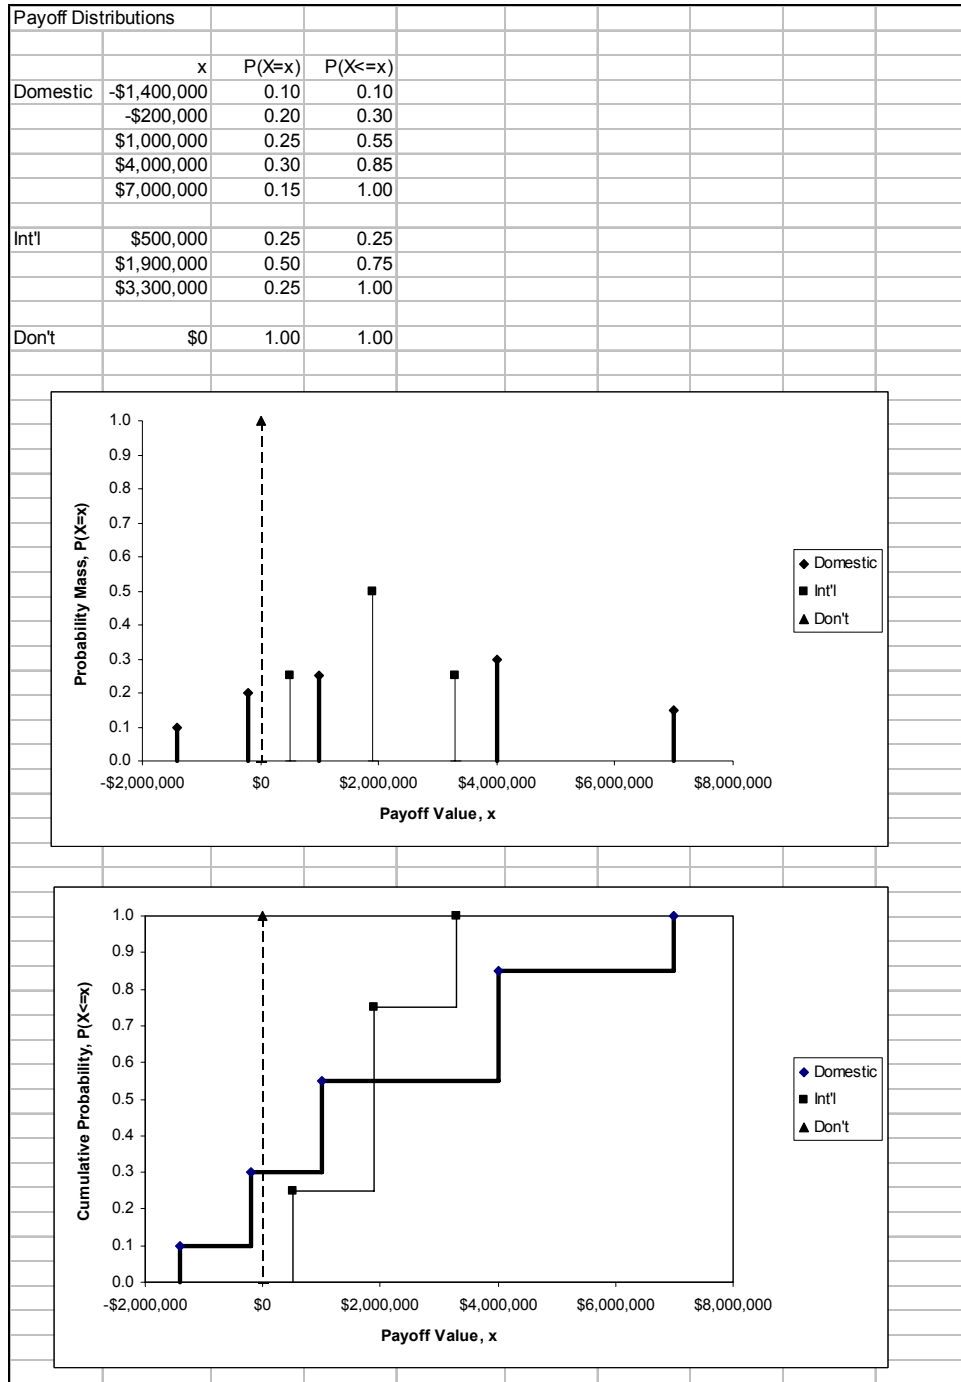 Payoff Distributions
x P(X=x) P(X<=x)
Domestic -$1,400,000 0.10 0.10
-$200,000 0.20 0.30
$1,000,000 0.25 0.55
$4,000,000 0.30 0.85
$7,000,000 0.15 1.00
Int'l $500,000 0.25 0.25
$1,900,000 0.50 0.75
$3,300,000 0.25 1.00
Don't $0 1.00 1.00
1.0
0.9
0.8
0.7
0.6
0.5
0.4
0.3
0.2
0.1
0.0
Probability Mass, P(X=x)
-$2,000,000 $0 $2,000,000 $4,000,000 $6,000,000 $8,000,000
Payoff Value, x
Domestic
Int'l
Don't
1.0
0.9
0.8
0.7
0.6
0.5
0.4
0.3
0.2
0.1
0.0
Cumulative Probability, P(X<=x)
-$2,000,000 $0 $2,000,000 $4,000,000 $6,000,000 $8,000,000
Payoff Value, x
Domestic
Int'l
Don't